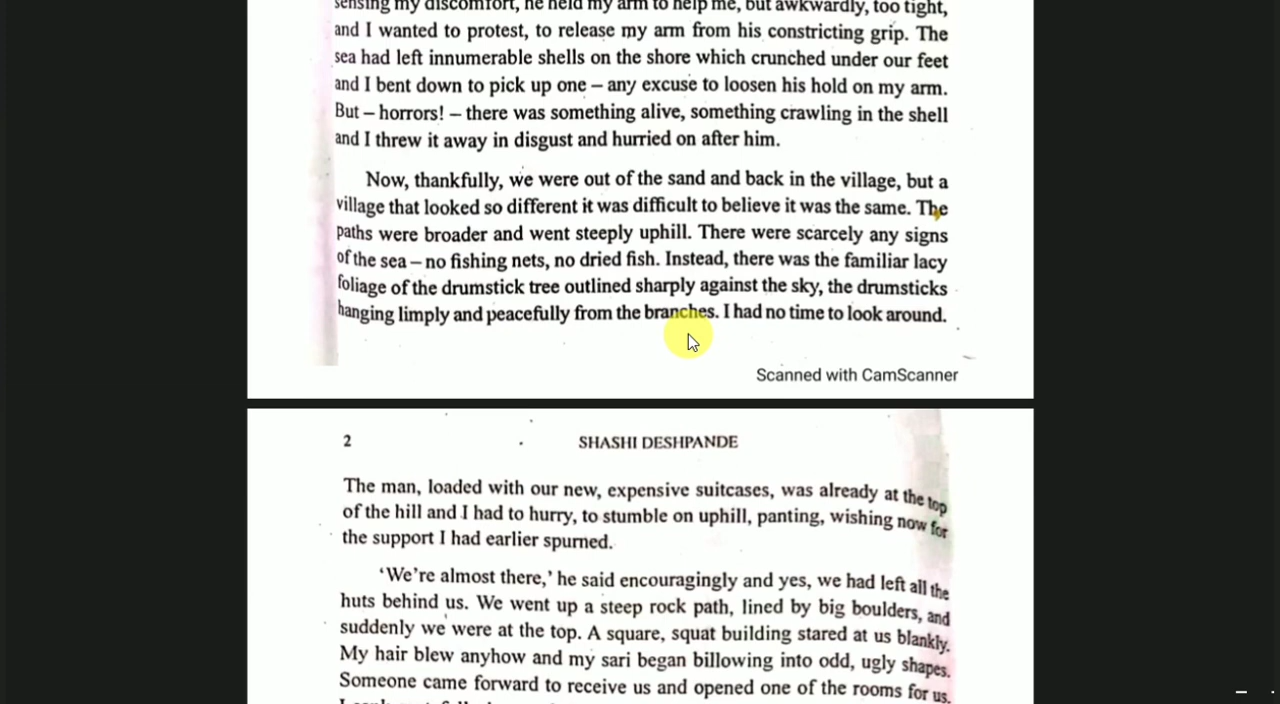 sensing my discomfort, he held my arm to help me, but awkwardly, too tight,
and I wanted to protest, to release my arm from his constricting grip. The
sea had left innumerable shells on the shore which crunched under our feet
and I bent down to pick up one – any excuse to loosen his hold on my arm.
But – horrors! – there was something alive, something crawling in the shell
and I threw it away in disgust and hurried on after him.
Now, thankfully, we were out of the sand and back in the village, but a
village that looked so different it was difficult to believe it was the same. The
paths were broader and went steeply uphill. There were scarcely any signs
of the sea – no fishing nets, no dried fish. Instead, there was the familiar lacy
foliage of the drumstick tree outlined sharply against the sky, the drumsticks
hanging limply and peacefully from the branches. I had no time to look around.
Scanned with CamScanner
2 SHASHI DESHPANDE
The man, loaded with our new, expensive suitcases, was already at the top
of the hill and I had to hurry, to stumble on uphill, panting, wishing now for
the support I had earlier spurned.
‘We’re almost there,’ he said encouragingly and yes, we had left all the
huts behind us. We went up a steep rock path, lined by big boulders, and
suddenly we were at the top. A square, squat building stared at us blankly.
My hair blew anyhow and my sari began billowing into odd, ugly shapes.
Someone came forward to receive us and opened one of the rooms for us.